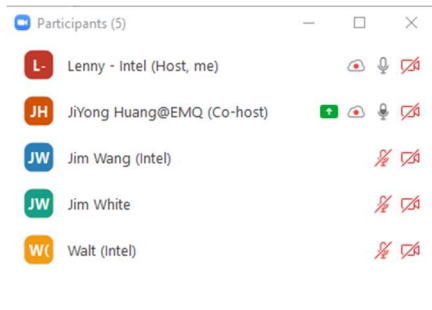 Participants (5)
L- Lenny - Intel (Host, me)
JH JiYong Huang@EMQ (Co-host)
JW Jim Wang (Intel)
JW Jim White
W( Walt (Intel)